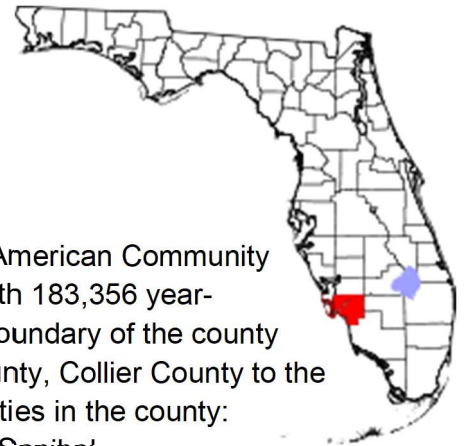 American Community
th 183,356 year-
oundary of the county
nty, Collier County to the
ties in the county: